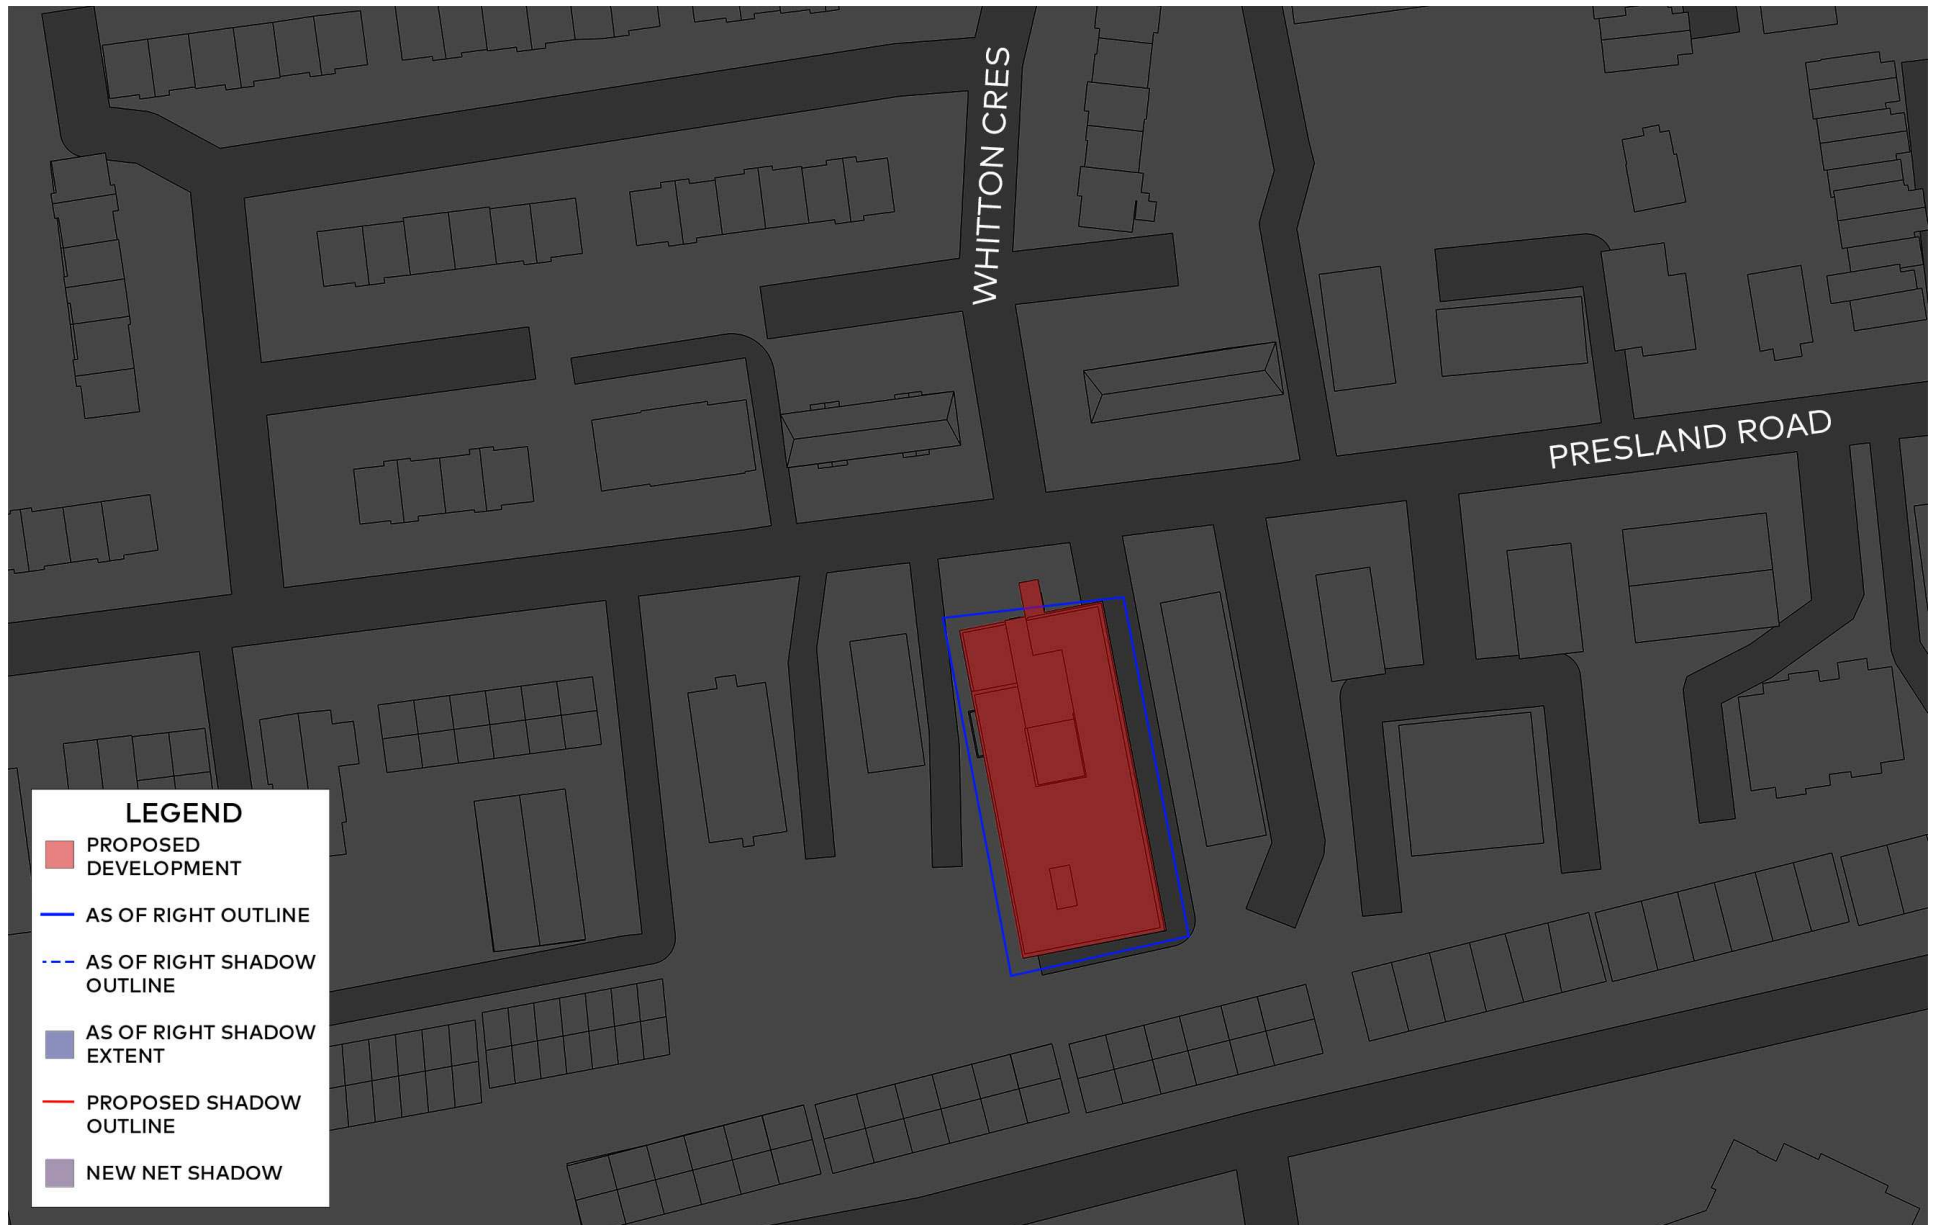 WHITTON CRES
PRESLAND ROAD
LEGEND
PROPOSED
DEVELOPMENT
AS OF RIGHT OUTLINE
AS OF RIGHT SHADOW
OUTLINE
AS OF RIGHT SHADOW
EXTENT
PROPOSED SHADOW
OUTLINE
NEW NET SHADOW